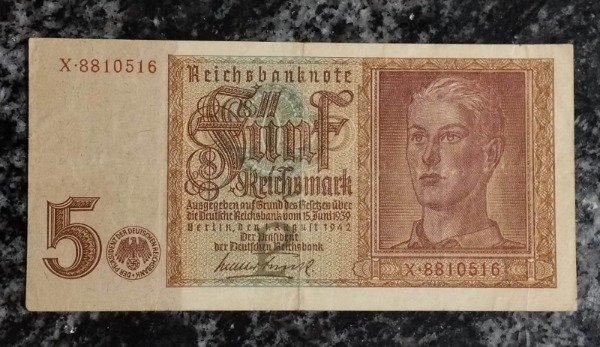 X·8810516
Reichsbanknote
Fünf
Reichsmark
Ausgegeben auf Grund des Gesetzes über
die Deutsche Reichsbank vom 15. Juni 1939
Berlin, den 1. August 1942
Der Präsident
der Deutschen Reichsbank
5
X·8810516